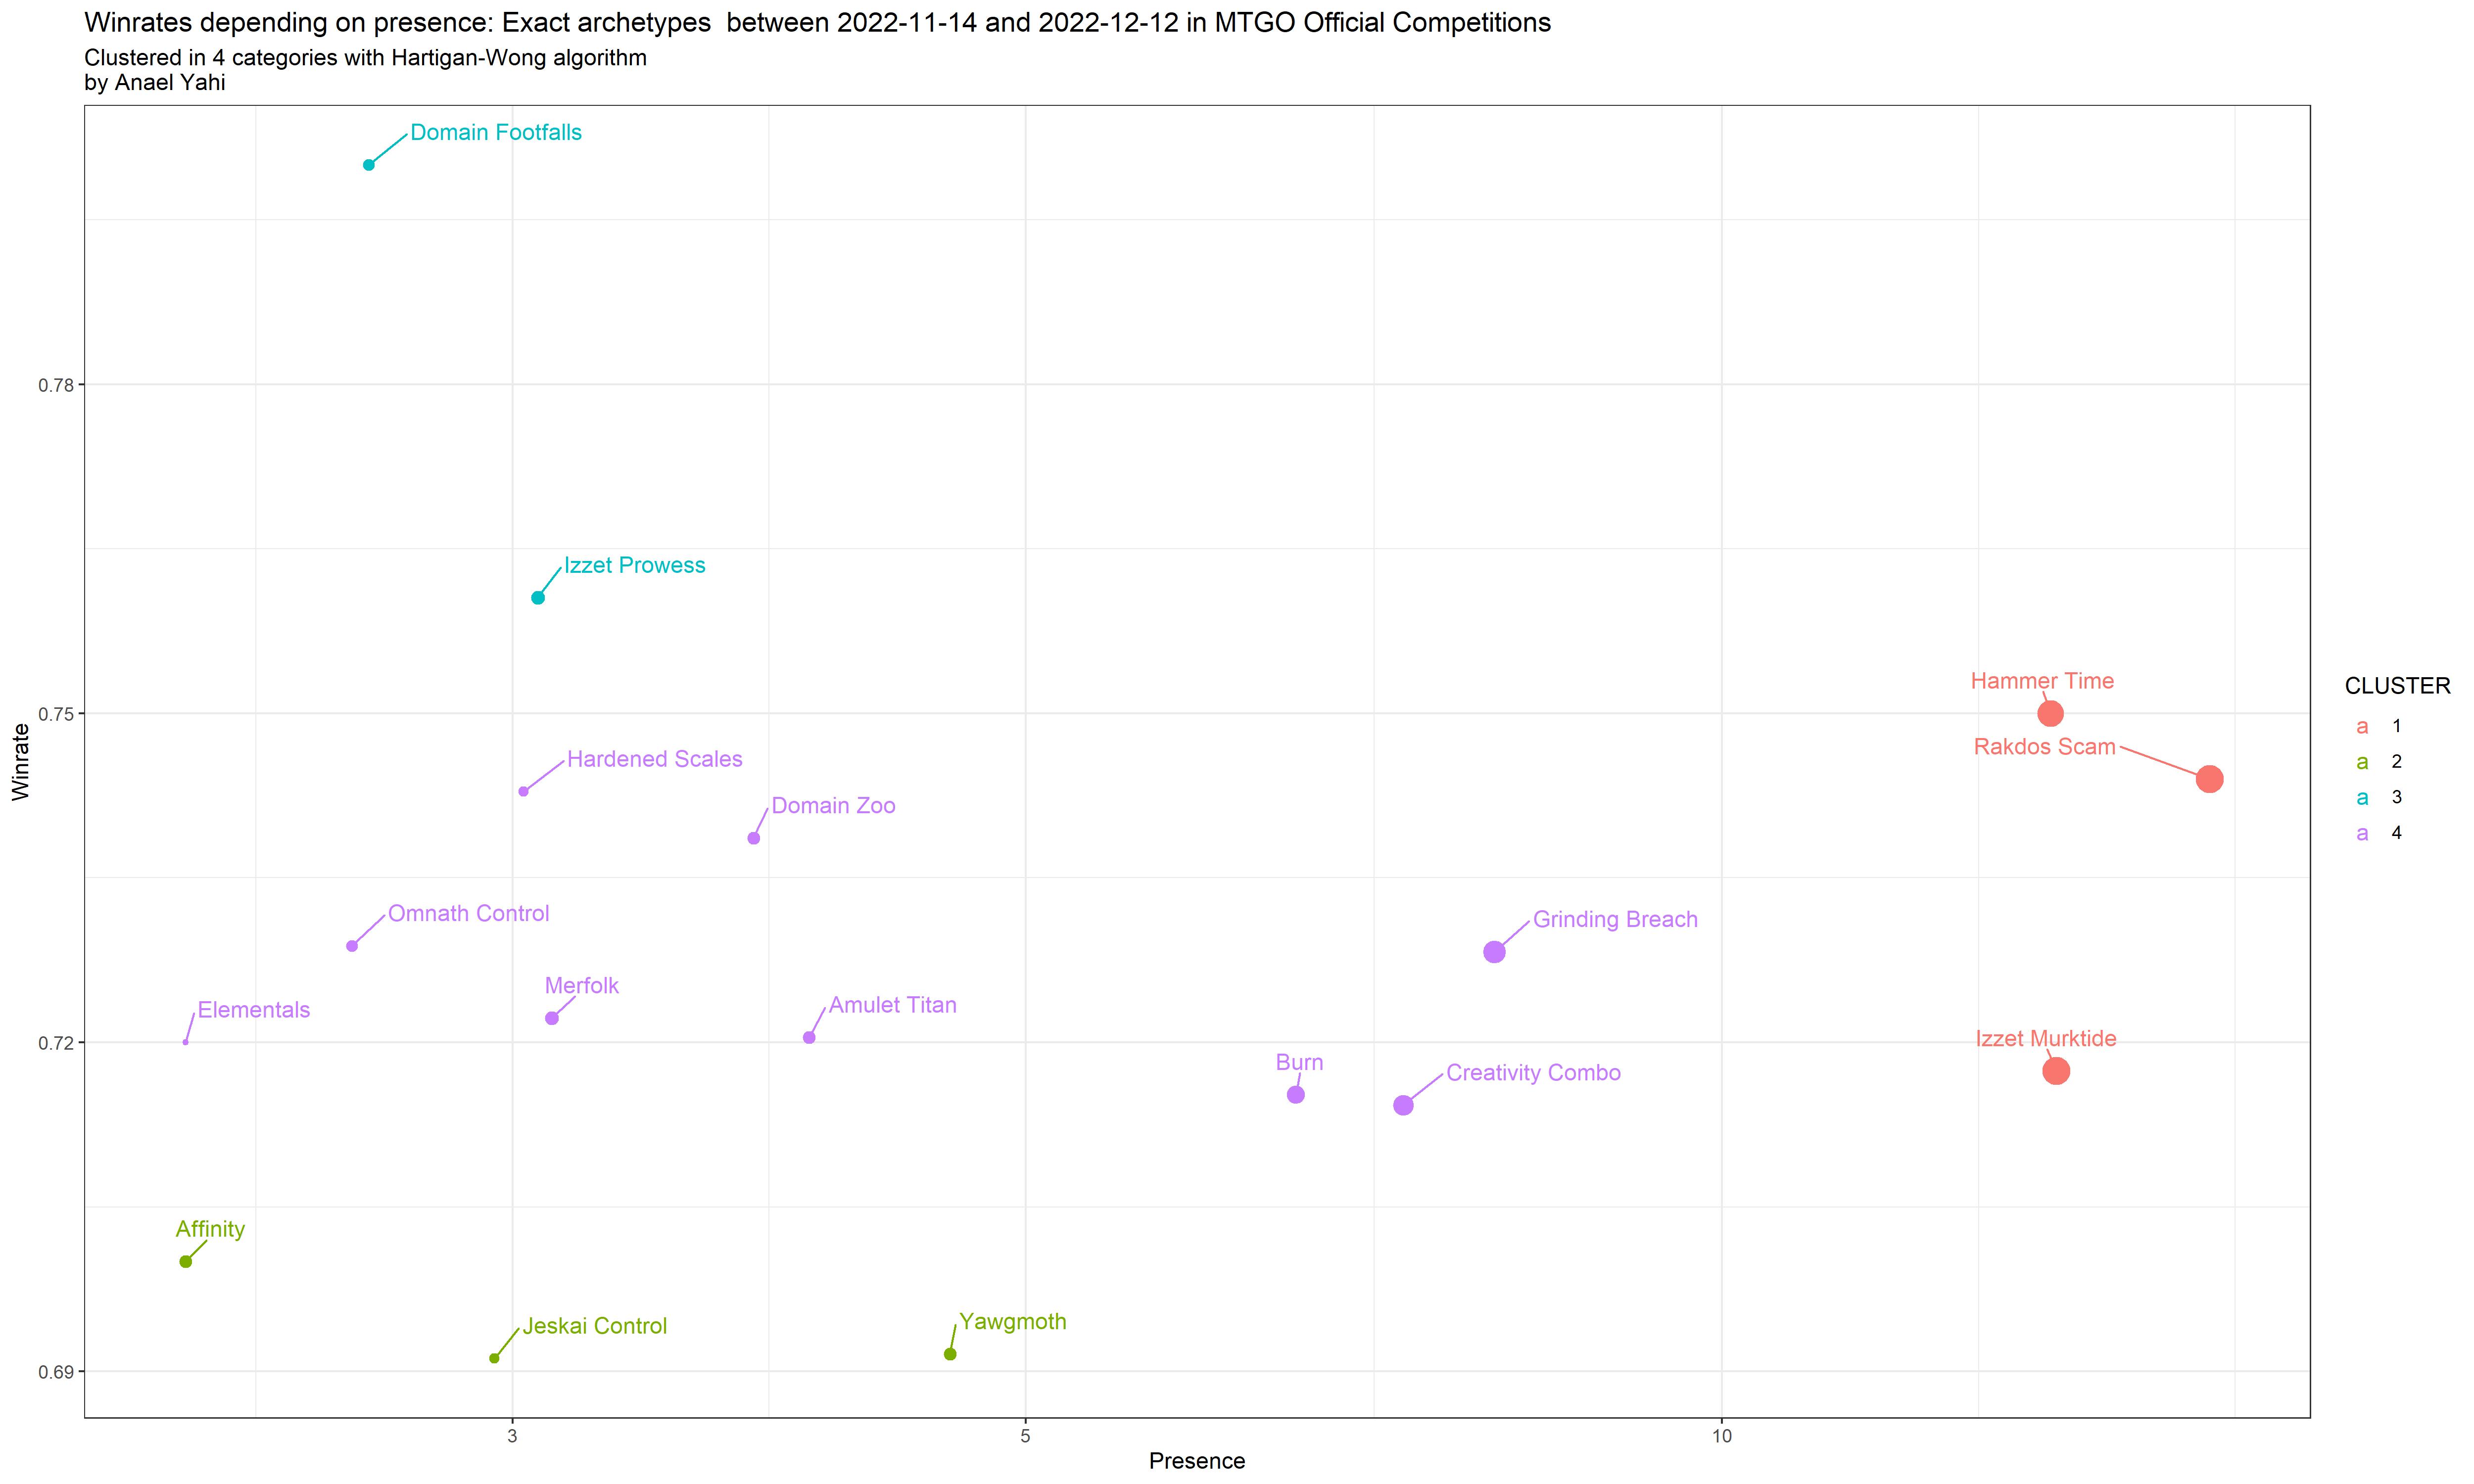 Winrates depending on presence: Exact archetypes  between 2022-11-14 and 2022-12-12 in MTGO Official Competitions
Clustered in 4 categories with Hartigan-Wong algorithm
by Anael Yahi
Domain Footfalls
0.78
Izzet Prowess
Hammer Time
CLUSTER
a 1
a 2
a 3
a 4
0.75
Rakdos Scam
Hardened Scales
Winrate
Domain Zoo
Omnath Control
Grinding Breach
Merfolk
Elementals
Amulet Titan
0.72
Izzet Murktide
Burn
Creativity Combo
Affinity
Jeskai Control
Yawgmoth
0.69
3
5
10
Presence